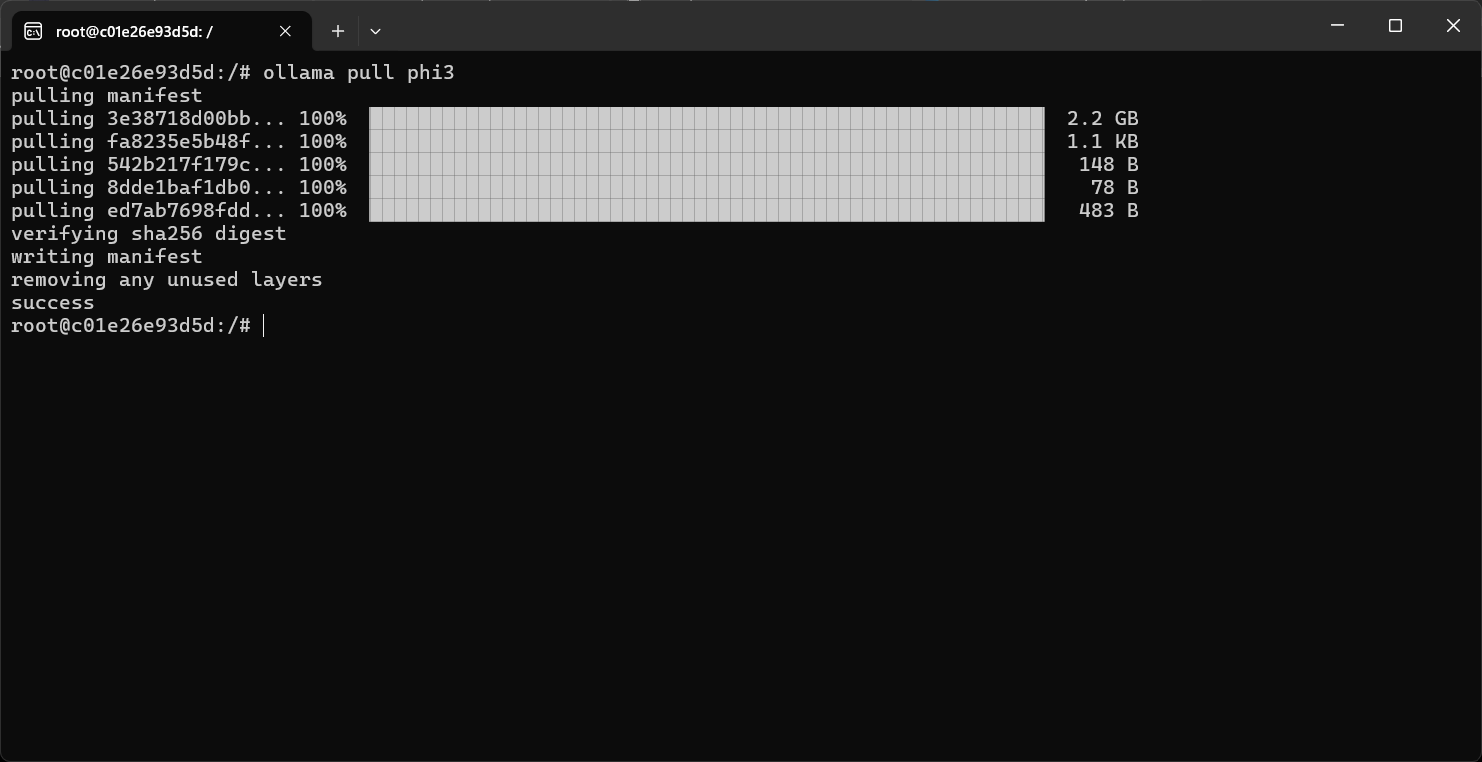 root@c01e26e93d5d: /
root@c01e26e93d5d:/# ollama pull phi3
pulling manifest
pulling 3e38718d00bb... 100% 2.2 GB
pulling fa8235e5b48f... 100% 1.1 KB
pulling 542b217f179c... 100% 148 B
pulling 8dde1baf1db0... 100% 78 B
pulling ed7ab7698fdd... 100% 483 B
verifying sha256 digest
writing manifest
removing any unused layers
success
root@c01e26e93d5d:/#